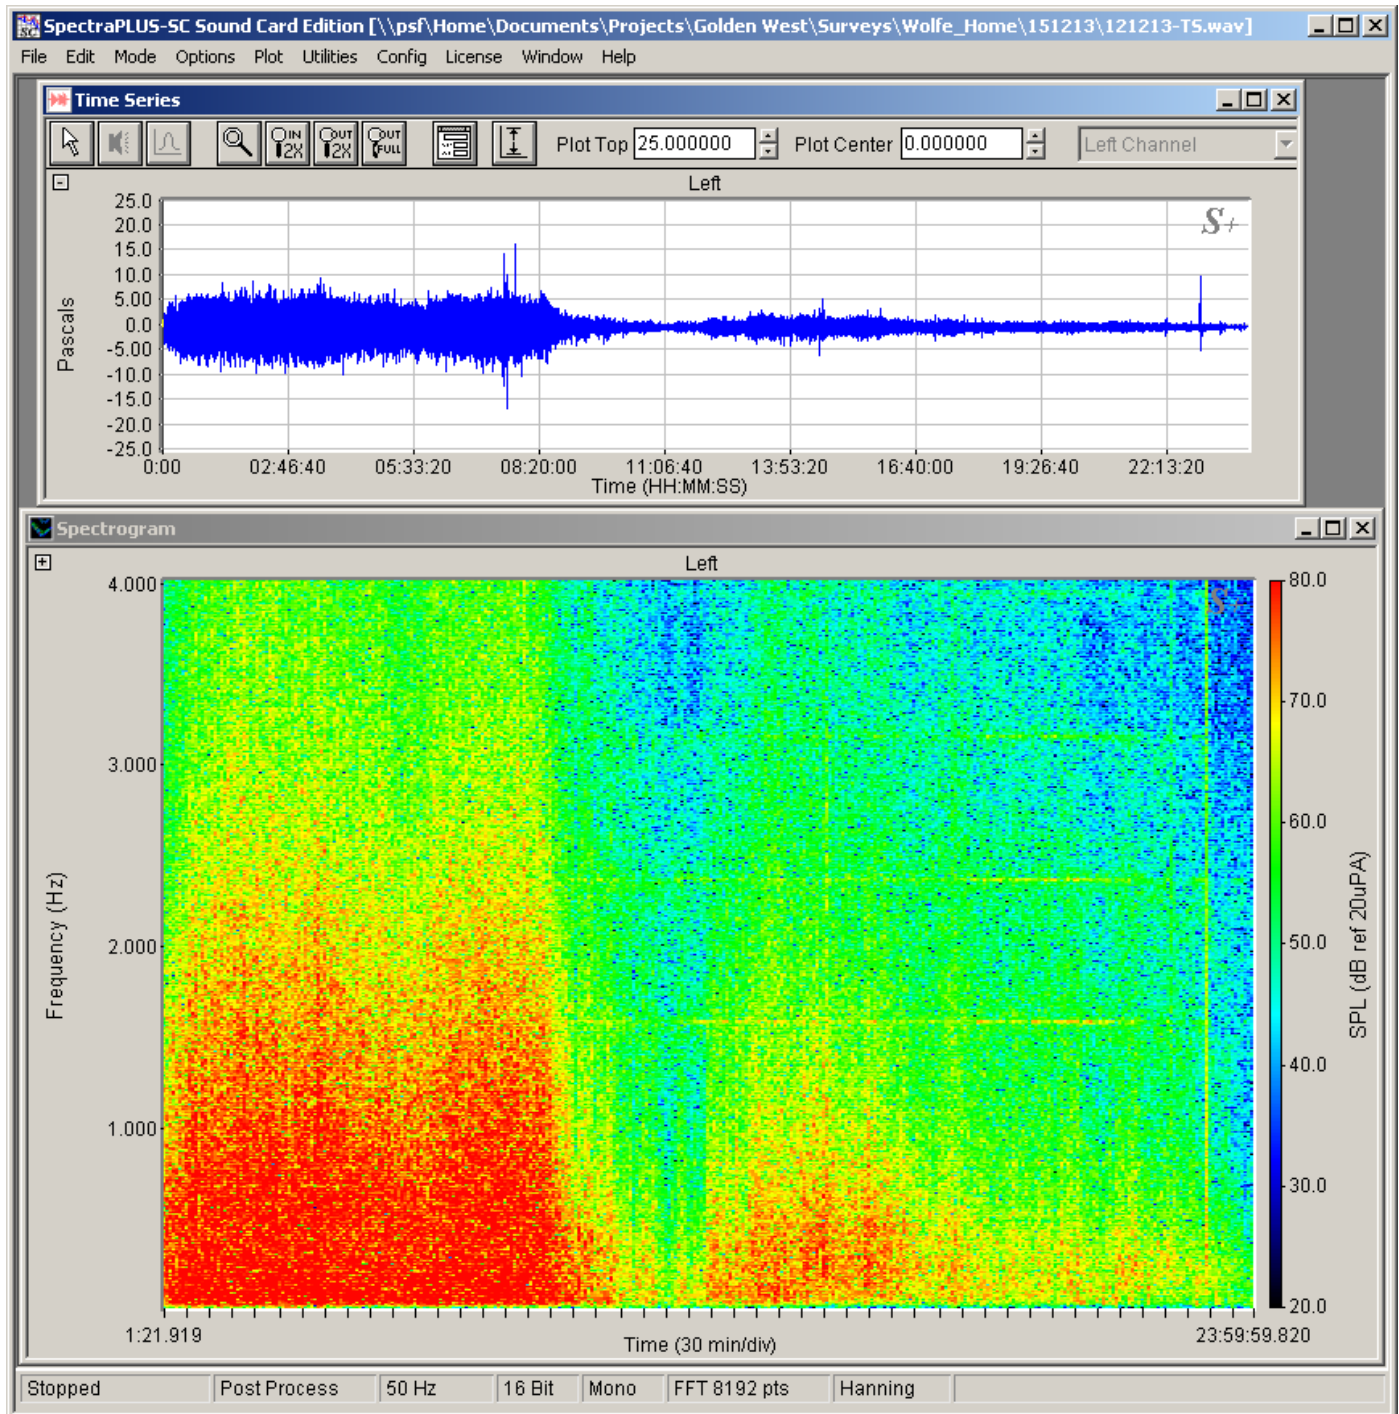 SpectraPLUS-SC Sound Card Edition [\\psf\Home\Documents\Projects\Golden West\Surveys\Wolfe_Home\151213\121213-TS.wav]
File Edit Mode Options Plot Utilities Config License Window Help
Time Series
IN 2X OUT 2X OUT FULL Plot Top 25.000000 Plot Center 0.000000 Left Channel
Left
S+
25.0
20.0
15.0
10.0
5.00
0.0
-5.00
-10.0
-15.0
-20.0
-25.0
Pascals
0:00 02:46:40 05:33:20 08:20:00 11:06:40 13:53:20 16:40:00 19:26:40 22:13:20
Time (HH:MM:SS)
Spectrogram
Left
4.000
3.000
2.000
1.000
Frequency (Hz)
S+
80.0
70.0
60.0
50.0
40.0
30.0
20.0
SPL (dB ref 20uPA)
1:21.919 Time (30 min/div) 23:59:59.820
Stopped Post Process 50 Hz 16 Bit Mono FFT 8192 pts Hanning